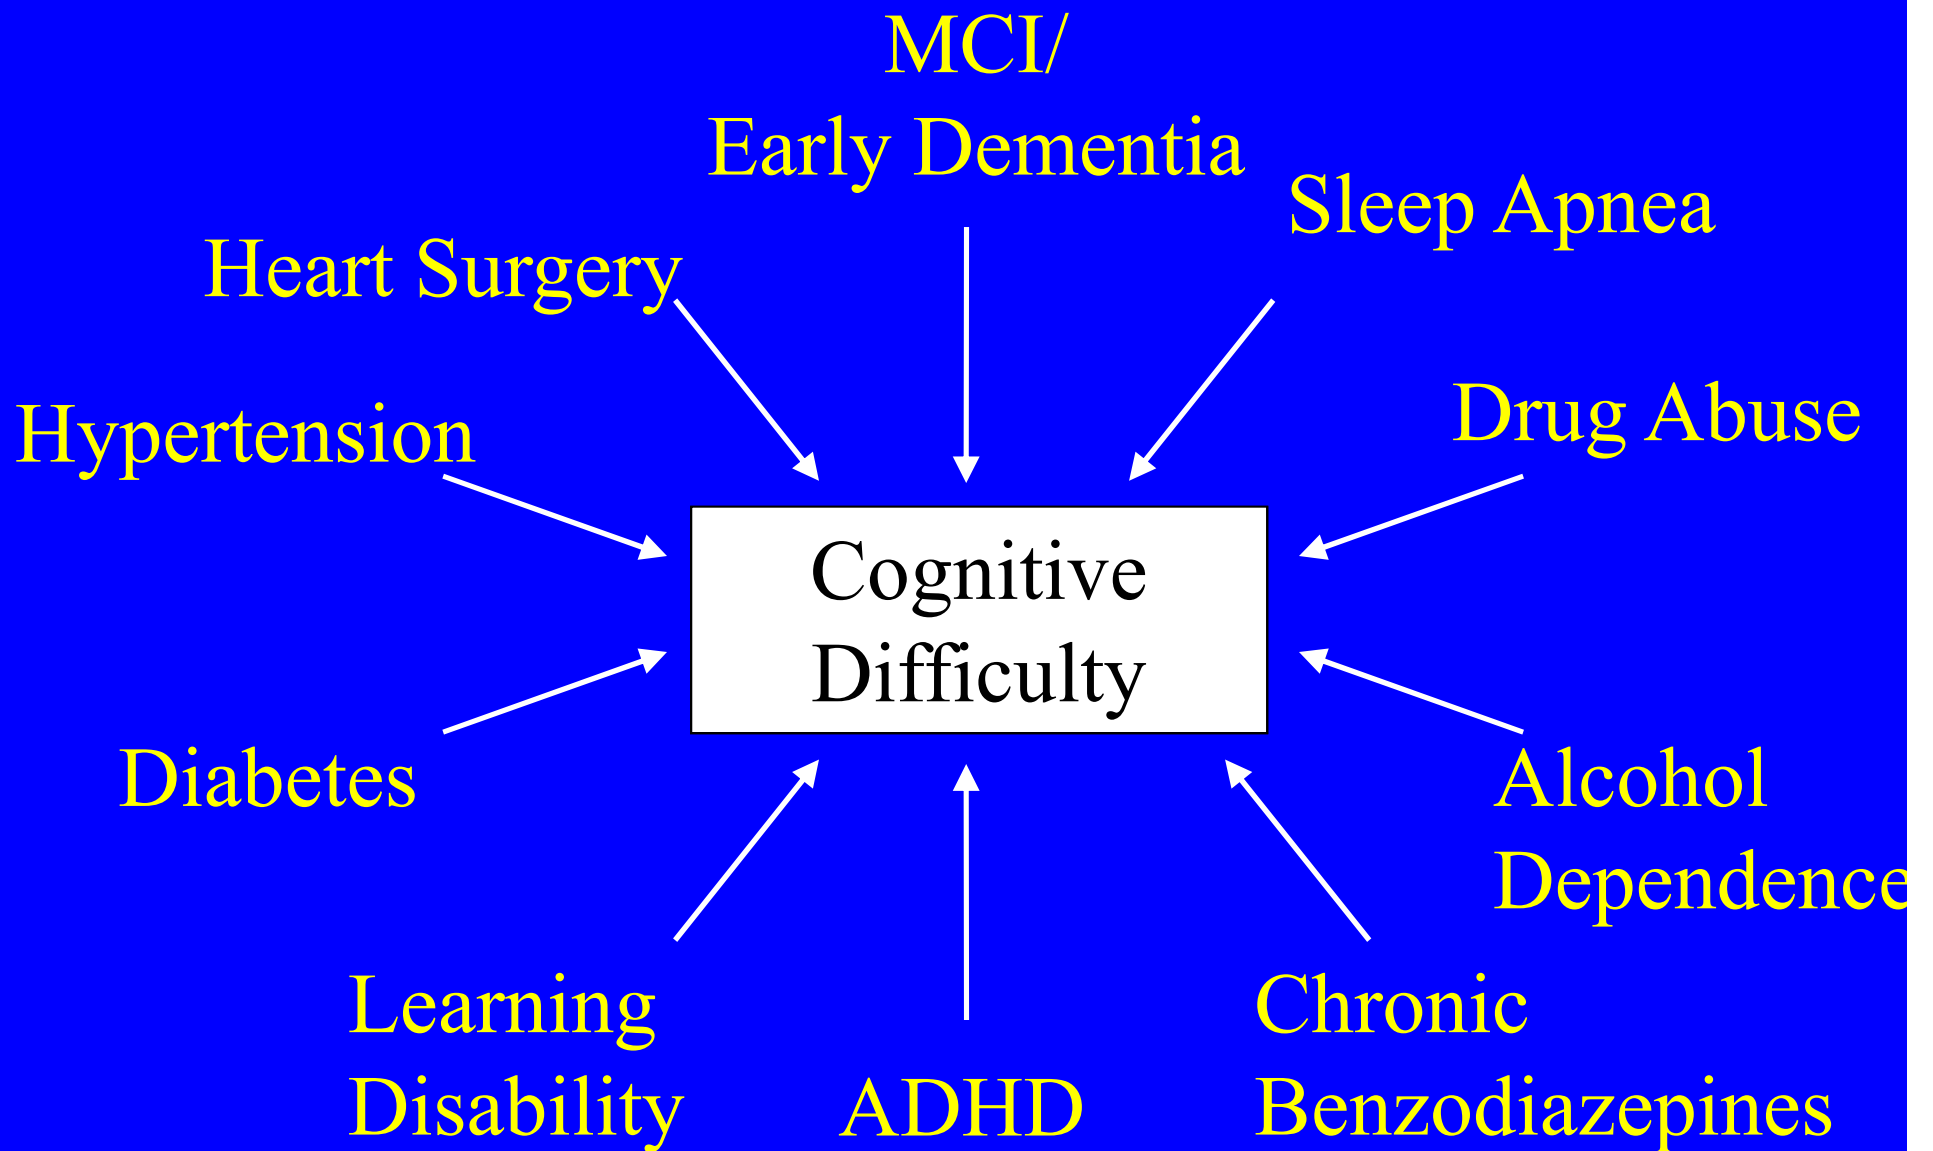 MCI/
Early Dementia
Sleep Apnea
Heart Surgery
Drug Abuse
Hypertension
Cognitive
Difficulty
Diabetes
Alcohol
Dependence
Learning
Disability
ADHD
Chronic
Benzodiazepines